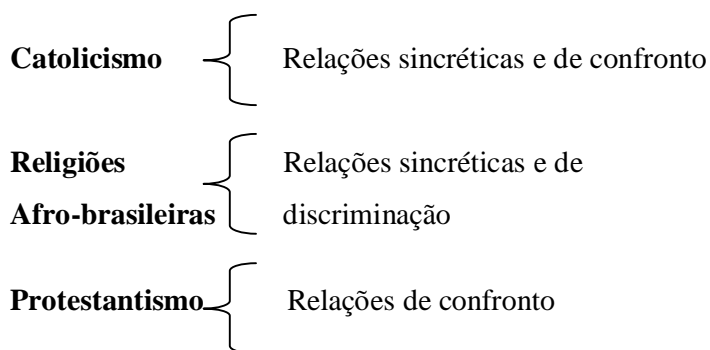 Catolicismo Relações sincréticas e de confronto
Religiões Relações sincréticas e de
Afro-brasileiras discriminação
Protestantismo Relações de confronto